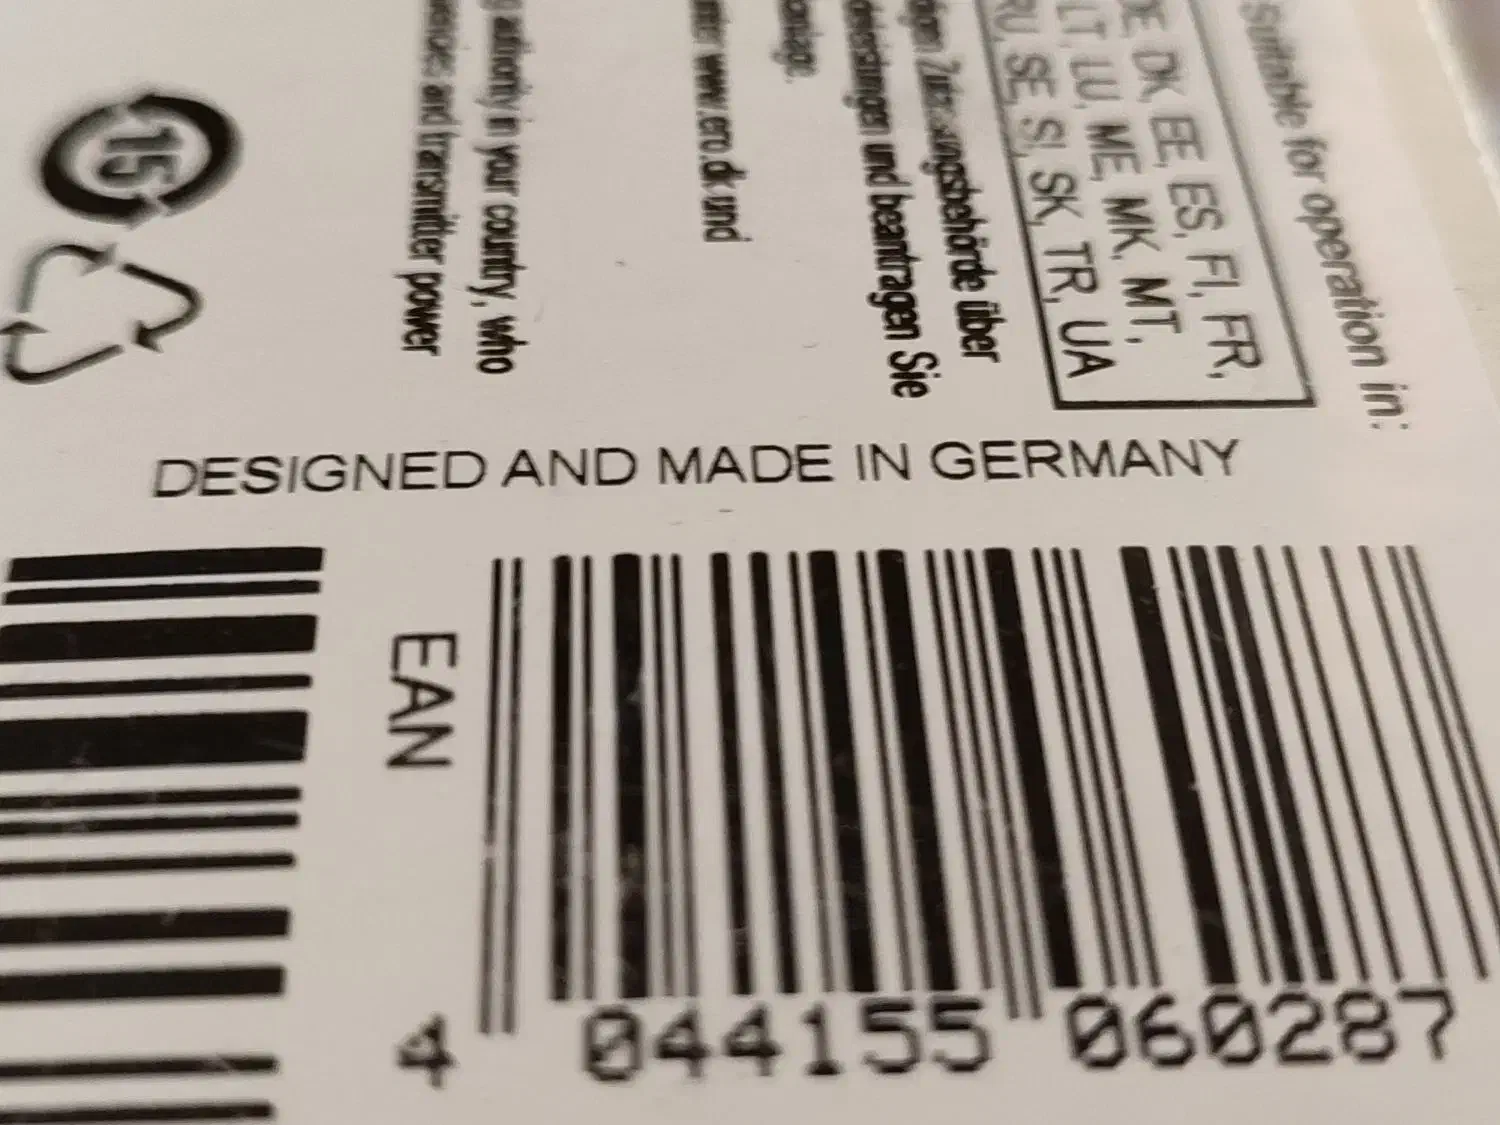 Suitable for operation in:
DE DK, EE, ES, FI, FR,
LT, LU, ME, MK, MT,
RU, SE, SI, SK, TR, UA
Zulassungsbehörde über
und beantragen Sie
www.ero.dk und
authority in your country, who
and transmitter power
15
DESIGNED AND MADE IN GERMANY
EAN
4 044155 060287